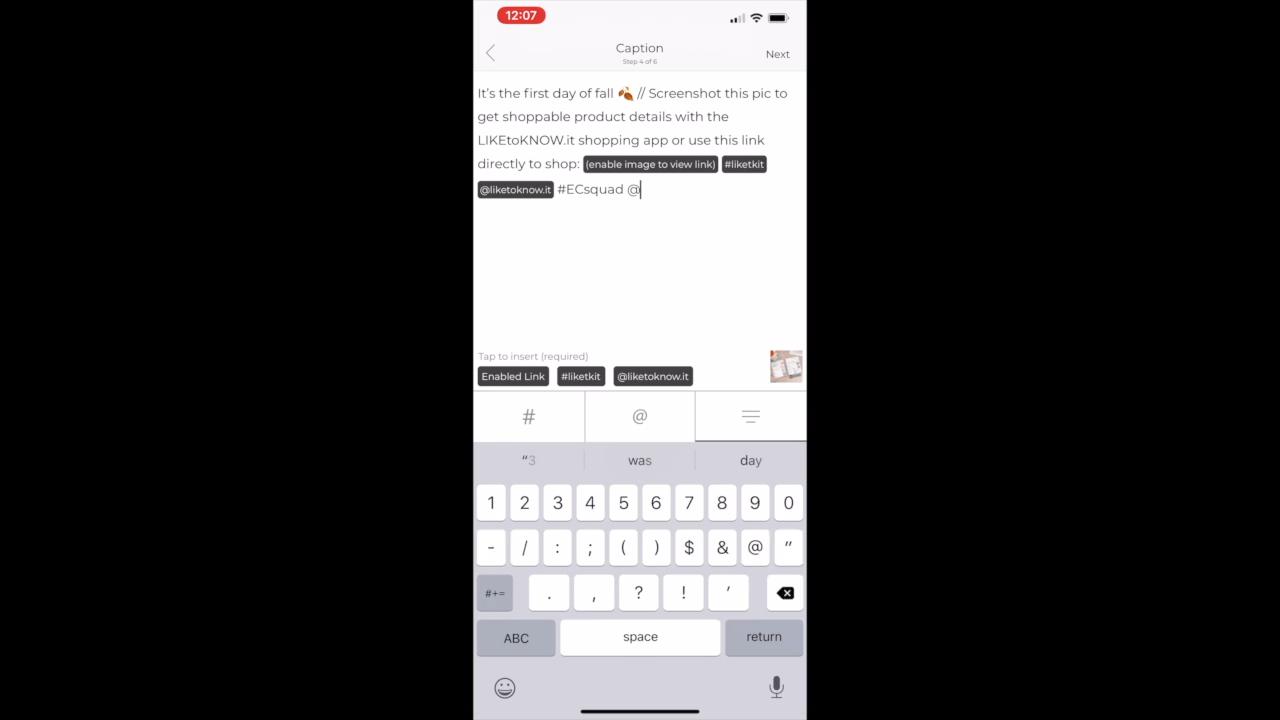 12:07
Caption
Step 4 of 6
Next
It's the first day of fall 🍂 // Screenshot this pic to
get shoppable product details with the
LIKEtoKNOW.it shopping app or use this link
directly to shop: (enable image to view link) #liketkit
@liketoknow.it #ECsquad @
Tap to insert (required)
Enabled Link #liketkit @liketoknow.it
# @
“3 was day
1 2 3 4 5 6 7 8 9 0
- / : ; ( ) $ & @ "
#+= . , ? ! '
ABC space return